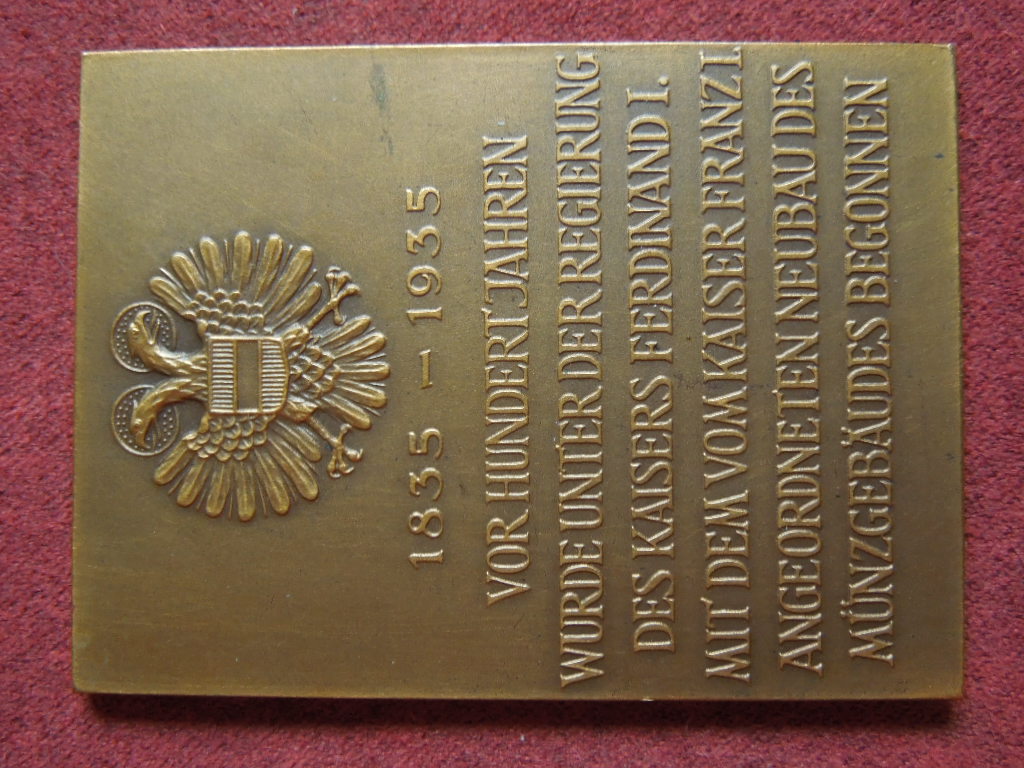 1835 – 1935
VOR HUNDERT JAHREN
WURDE UNTER DER REGIERUNG
DES KAISERS FERDINAND I.
MIT DEM VOM KAISER FRANZ I
ANGEORDNETEN NEUBAU DES
MÜNZGEBÄUDES BEGONNEN